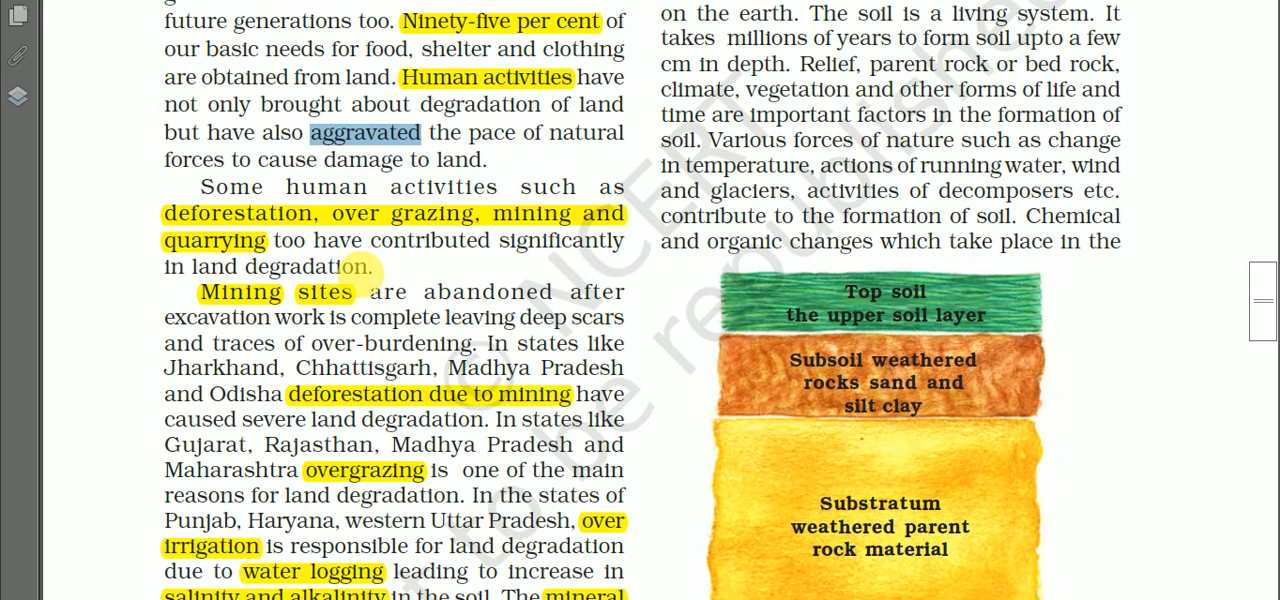 future generations too. Ninety-five per cent of
our basic needs for food, shelter and clothing
are obtained from land. Human activities have
not only brought about degradation of land
but have also aggravated the pace of natural
forces to cause damage to land.
Some human activities such as
deforestation, over grazing, mining and
quarrying too have contributed significantly
in land degradation.
Mining sites are abandoned after
excavation work is complete leaving deep scars
and traces of over-burdening. In states like
Jharkhand, Chhattisgarh, Madhya Pradesh
and Odisha deforestation due to mining have
caused severe land degradation. In states like
Gujarat, Rajasthan, Madhya Pradesh and
Maharashtra overgrazing is one of the main
reasons for land degradation. In the states of
Punjab, Haryana, western Uttar Pradesh, over
irrigation is responsible for land degradation
due to water logging leading to increase in
salinity and alkalinity in the soil. The mineral
on the earth. The soil is a living system. It
takes millions of years to form soil upto a few
cm in depth. Relief, parent rock or bed rock,
climate, vegetation and other forms of life and
time are important factors in the formation of
soil. Various forces of nature such as change
in temperature, actions of running water, wind
and glaciers, activities of decomposers etc.
contribute to the formation of soil. Chemical
and organic changes which take place in the
Top soil
the upper soil layer
Subsoil weathered
rocks sand and
silt clay
Substratum
weathered parent
rock material
© NCERT
to be republished